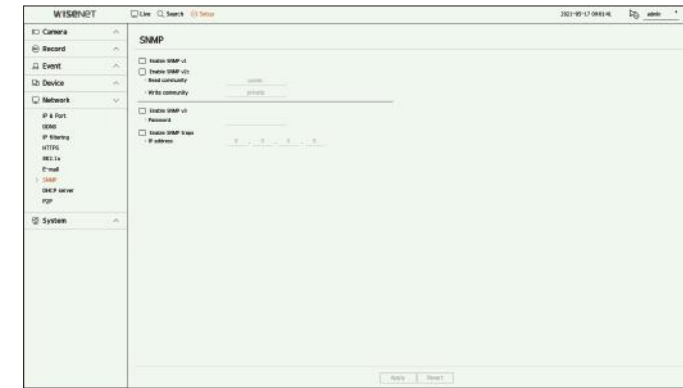 WISENET
Live Search Setup
2021-05-17 09:01:41 admin
Camera
Record
Event
Device
Network
IP & Port
DDNS
IP filtering
HTTPS
802.1x
E-mail
SNMP
DHCP server
P2P
System
SNMP
Enable SNMP v1
Enable SNMP v2c
Read community public
Write community private
Enable SNMP v3
Password
Enable SNMP traps
IP address 0 . 0 . 0 . 0
Apply Revert